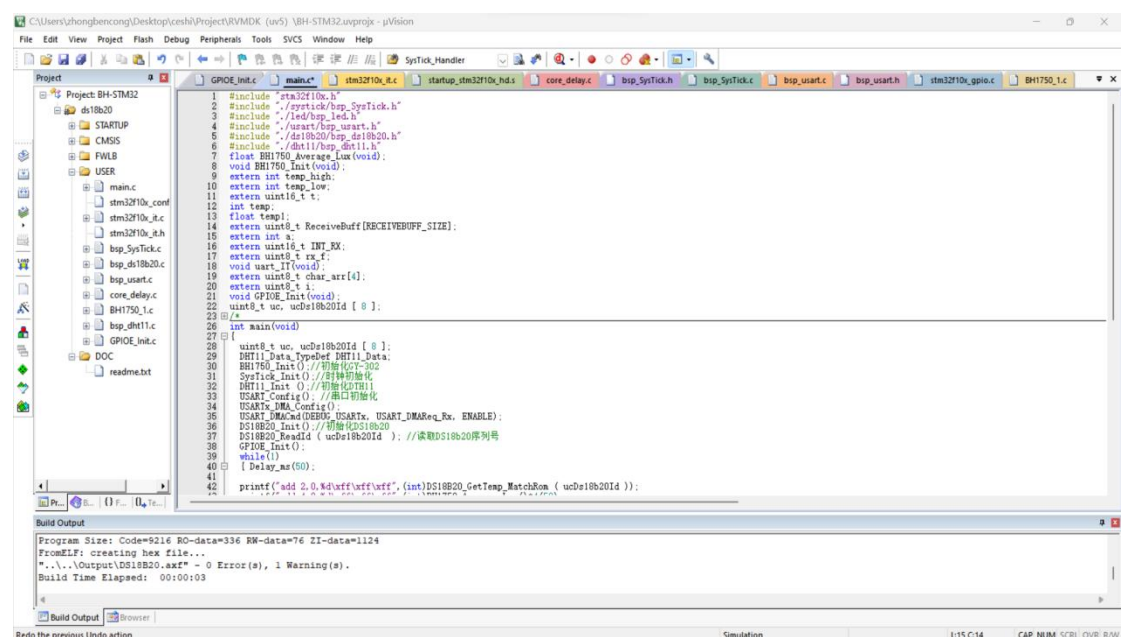 C:\Users\zhongbencong\Desktop\ceshi\Project\RVMDK (uv5) \BH-STM32.uvprojx - µVision
File Edit View Project Flash Debug Peripherals Tools SVCS Window Help
SysTick_Handler
Project
GPIOE_Init.c main.c* stm32f10x_it.c startup_stm32f10x_hd.s core_delay.c bsp_SysTick.h bsp_SysTick.c bsp_usart.c bsp_usart.h stm32f10x_gpio.c BH1750_1.c
Project: BH-STM32
ds18b20
STARTUP
CMSIS
FWLB
USER
main.c
stm32f10x_conf
stm32f10x_it.c
stm32f10x_it.h
bsp_SysTick.c
bsp_ds18b20.c
bsp_usart.c
core_delay.c
BH1750_1.c
bsp_dht11.c
GPIOE_Init.c
DOC
readme.txt
Pr... B... {} F... Te...
1 #include "stm32f10x.h"
2 #include "./systick/bsp_SysTick.h"
3 #include "./led/bsp_led.h"
4 #include "./usart/bsp_usart.h"
5 #include "./ds18b20/bsp_ds18b20.h"
6 #include "./dht11/bsp_dht11.h"
7 float BH1750_Average_Lux(void);
8 void BH1750_Init(void);
9 extern int temp_high;
10 extern int temp_low;
11 extern uint16_t t;
12 int temp;
13 float temp1;
14 extern uint8_t ReceiveBuff[RECEIVEBUFF_SIZE];
15 extern int a;
16 extern uint16_t INT_RX;
17 extern uint8_t rx_f;
18 void uart_IT(void);
19 extern uint8_t char_arr[4];
20 extern uint8_t i;
21 void GPIOE_Init(void);
22 uint8_t uc, ucDs18b20Id [ 8 ];
23 /*
26 int main(void)
27 {
28 uint8_t uc, ucDs18b20Id [ 8 ];
29 DHT11_Data_TypeDef DHT11_Data;
30 BH1750_Init();//初始化GY-302
31 SysTick_Init();//时钟初始化
32 DHT11_Init ();//初始化DTH11
33 USART_Config(); //串口初始化
34 USARTx_DMA_Config();
35 USART_DMACmd(DEBUG_USARTx, USART_DMAReq_Rx, ENABLE);
36 DS18B20_Init();//初始化DS18b20
37 DS18B20_ReadId ( ucDs18b20Id ); //读取DS18b20序列号
38 GPIOE_Init();
39 while(1)
40 { Delay_ms(50);
41
42 printf("add 2,0,%d\xff\xff\xff",(int)DS18B20_GetTemp_MatchRom ( ucDs18b20Id ));
Build Output
Program Size: Code=9216 RO-data=336 RW-data=76 ZI-data=1124
FromELF: creating hex file...
"..\..\Output\DS18B20.axf" - 0 Error(s), 1 Warning(s).
Build Time Elapsed: 00:00:03
Build Output Browser
Redo the previous Undo action Simulation L:15 C:14 CAP NUM SCRL OVR R/W